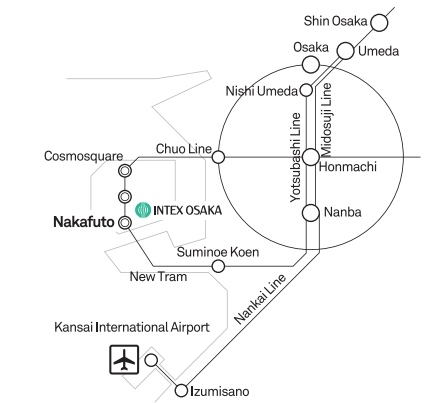 Shin Osaka
Osaka
Umeda
Nishi Umeda
Yotsubashi Line
Midosuji Line
Chuo Line
Cosmosquare
Honmachi
INTEX OSAKA
Nakafuto
Nanba
Suminoe Koen
New Tram
Nankai Line
Kansai International Airport
Izumisano